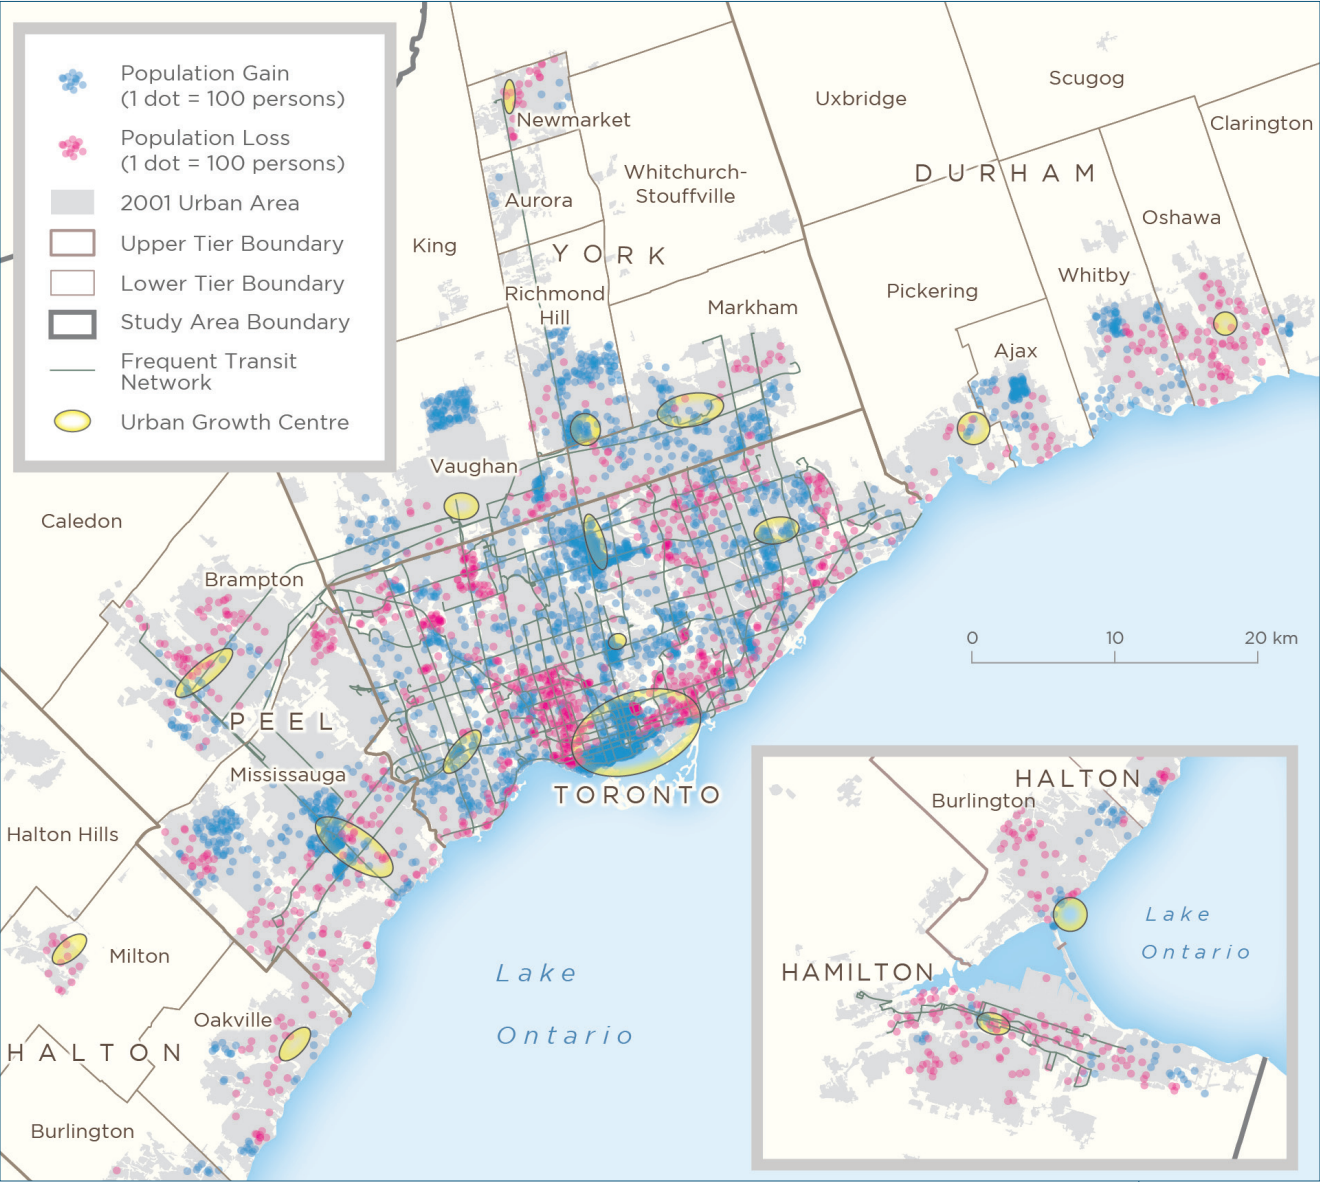 Population Gain
(1 dot = 100 persons)
Population Loss
(1 dot = 100 persons)
2001 Urban Area
Upper Tier Boundary
Lower Tier Boundary
Study Area Boundary
Frequent Transit
Network
Urban Growth Centre
Scugog
Uxbridge
Clarington
Newmarket
DURHAM
Whitchurch-
Stouffville
Aurora
Oshawa
King
YORK
Whitby
Richmond
Hill
Pickering
Markham
Ajax
Vaughan
Caledon
Brampton
0 10 20 km
PEEL
Mississauga
TORONTO
Halton Hills
Milton
Lake
Ontario
Oakville
HALTON
Burlington
HALTON
Burlington
Lake
Ontario
HAMILTON